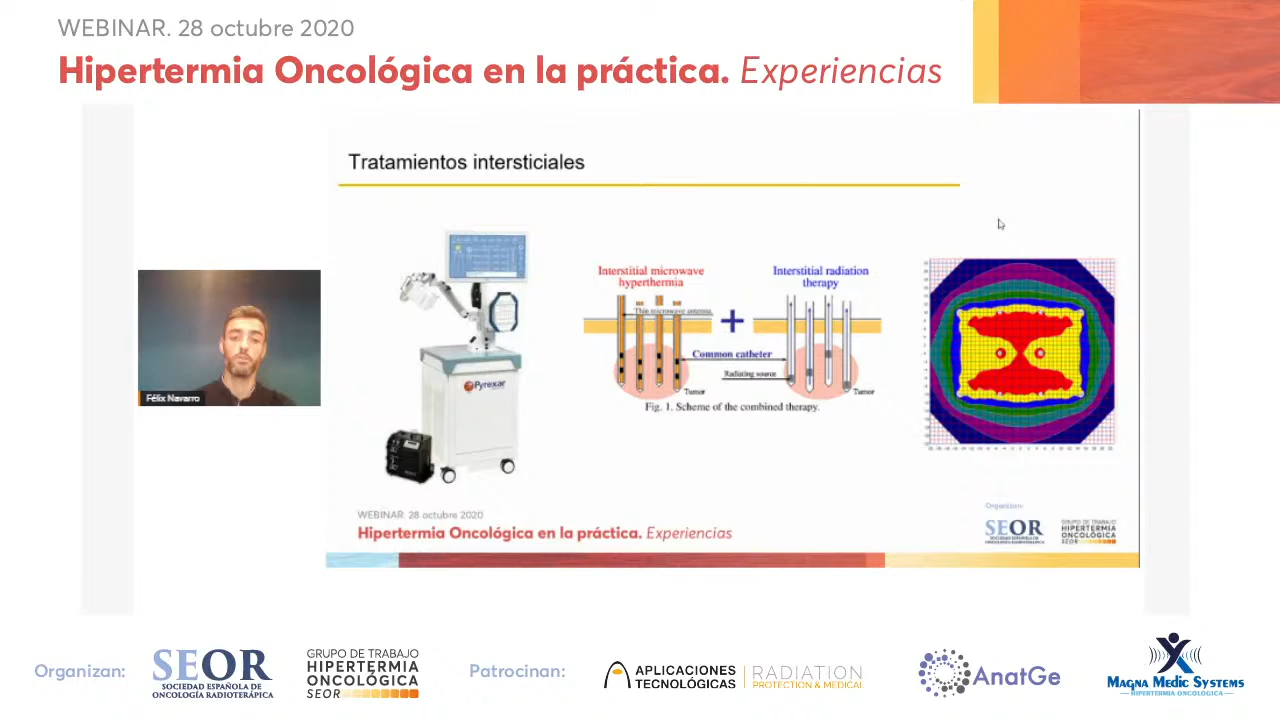 WEBINAR. 28 octubre 2020
Hipertermia Oncológica en la práctica. Experiencias
Tratamientos intersticiales
Interstitial microwave
hyperthermia
Interstitial radiation
therapy
Thin microwave antenna
Common catheter
Radiating source
Tumor
Tumor
Fig. 1. Scheme of the combined therapy.
Pyrexar
Félix Navarro
WEBINAR. 28 octubre 2020
Hipertermia Oncológica en la práctica. Experiencias
Organizan:
SEOR
SOCIEDAD ESPAÑOLA DE
ONCOLOGÍA RADIOTERÁPICA
GRUPO DE TRABAJO
HIPERTERMIA
ONCOLÓGICA
SEOR
Organizan:
SEOR
SOCIEDAD ESPAÑOLA DE
ONCOLOGÍA RADIOTERÁPICA
GRUPO DE TRABAJO
HIPERTERMIA
ONCOLÓGICA
SEOR
Patrocinan:
APLICACIONES
TECNOLÓGICAS
RADIATION
PROTECTION & MEDICAL
AnatGe
MAGNA MEDIC SYSTEMS
HIPERTERMIA ONCOLÓGICA